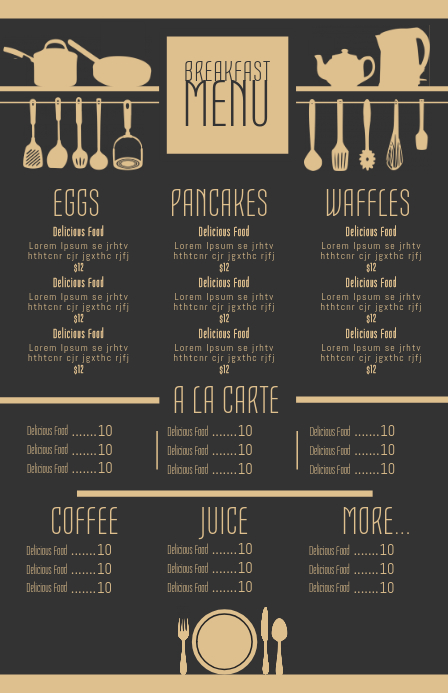 BREAKFAST
MENU
EGGS
Delicious Food
Lorem Ipsum se jrhtv
hthtcnr cjr jgxthc rjfj
$12
Delicious Food
Lorem Ipsum se jrhtv
hthtcnr cjr jgxthc rjfj
$12
Delicious Food
Lorem Ipsum se jrhtv
hthtcnr cjr jgxthc rjfj
$12
PANCAKES
Delicious Food
Lorem Ipsum se jrhtv
hthtcnr cjr jgxthc rjfj
$12
Delicious Food
Lorem Ipsum se jrhtv
hthtcnr cjr jgxthc rjfj
$12
Delicious Food
Lorem Ipsum se jrhtv
hthtcnr cjr jgxthc rjfj
$12
WAFFLES
Delicious Food
Lorem Ipsum se jrhtv
hthtcnr cjr jgxthc rjfj
$12
Delicious Food
Lorem Ipsum se jrhtv
hthtcnr cjr jgxthc rjfj
$12
Delicious Food
Lorem Ipsum se jrhtv
hthtcnr cjr jgxthc rjfj
$12
A LA CARTE
Delicious Food .......10
Delicious Food .......10
Delicious Food .......10
Delicious Food .......10
Delicious Food .......10
Delicious Food .......10
Delicious Food .......10
Delicious Food .......10
Delicious Food .......10
COFFEE
Delicious Food .......10
Delicious Food .......10
Delicious Food .......10
JUICE
Delicious Food .......10
Delicious Food .......10
Delicious Food .......10
MORE...
Delicious Food .......10
Delicious Food .......10
Delicious Food .......10